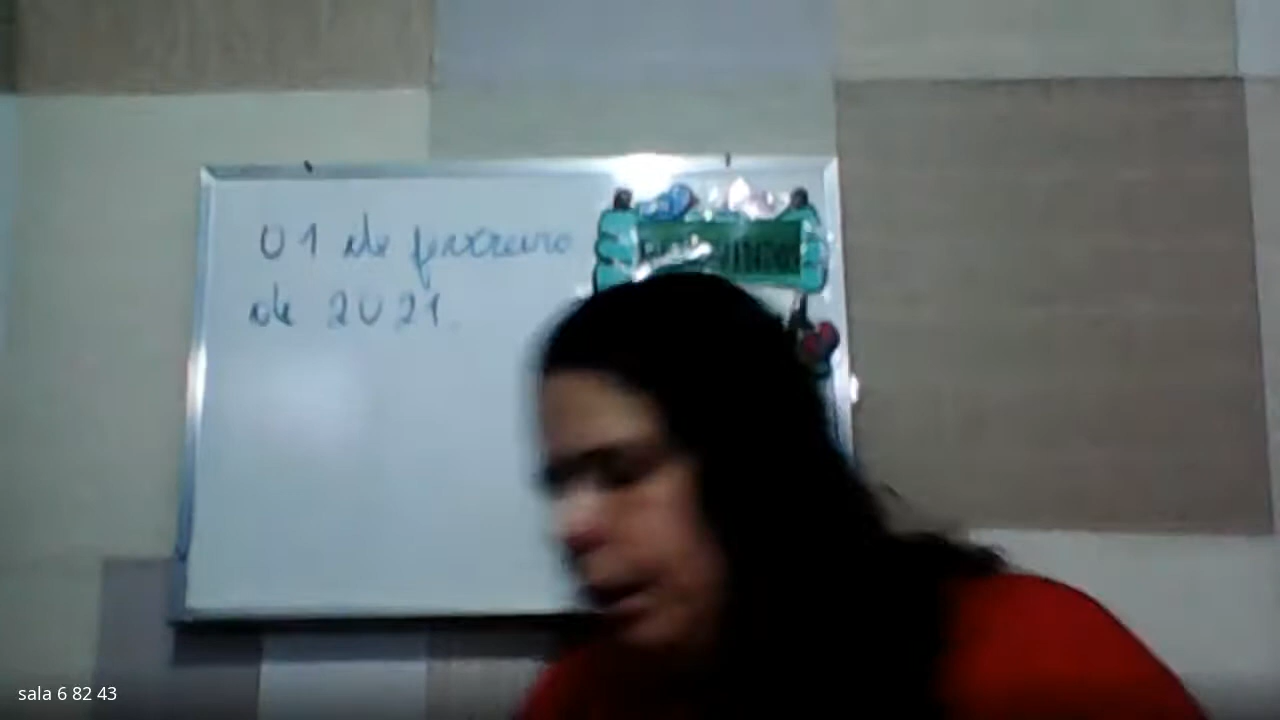 01 de fevereiro
de 2021.
sala 6 82 43